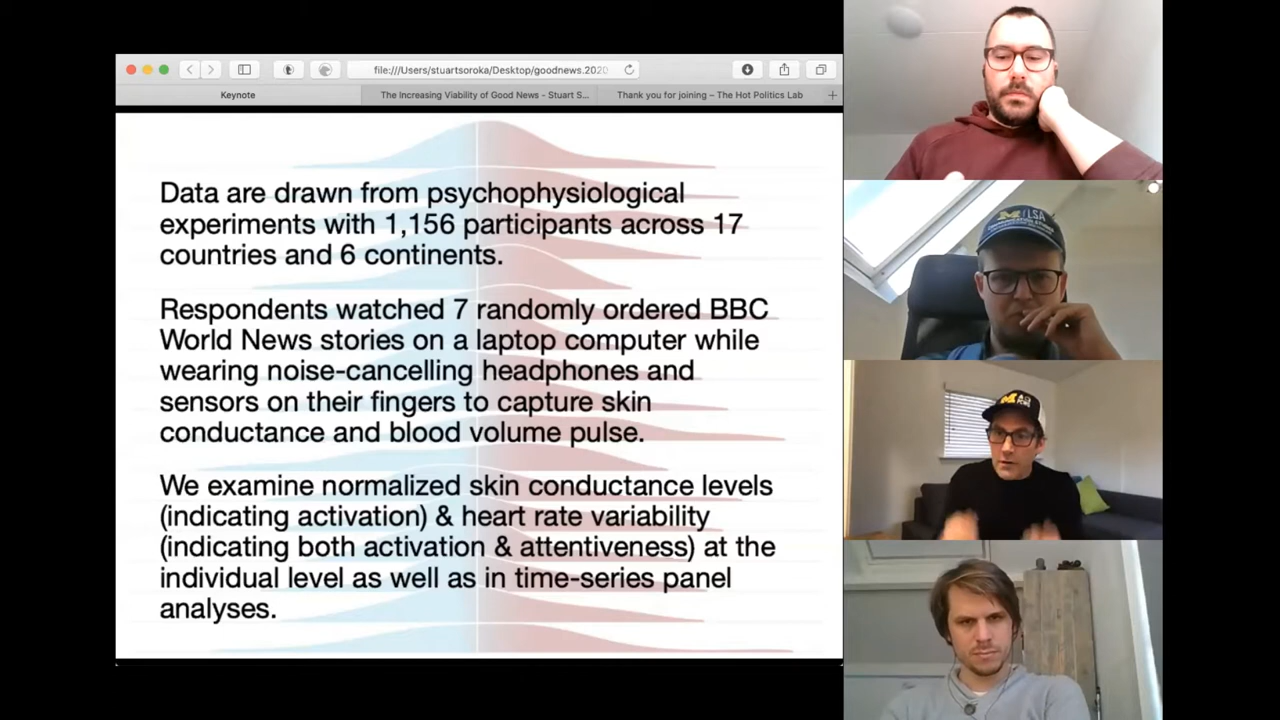 file:///Users/stuartsoroka/Desktop/goodnews.2020
Keynote
The Increasing Viability of Good News - Stuart S...
Thank you for joining – The Hot Politics Lab
Data are drawn from psychophysiological
experiments with 1,156 participants across 17
countries and 6 continents.
Respondents watched 7 randomly ordered BBC
World News stories on a laptop computer while
wearing noise-cancelling headphones and
sensors on their fingers to capture skin
conductance and blood volume pulse.
We examine normalized skin conductance levels
(indicating activation) & heart rate variability
(indicating both activation & attentiveness) at the
individual level as well as in time-series panel
analyses.
M LSA
M